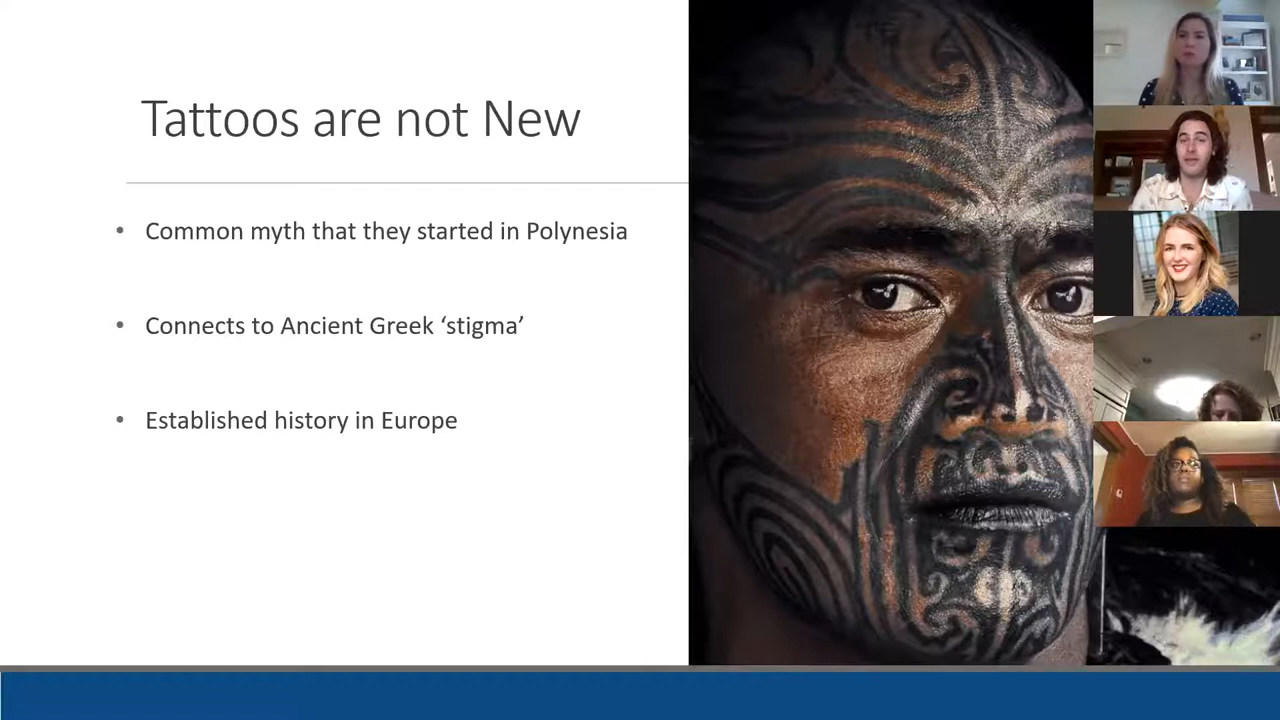 Tattoos are not New
• Common myth that they started in Polynesia
• Connects to Ancient Greek ‘stigma’
• Established history in Europe